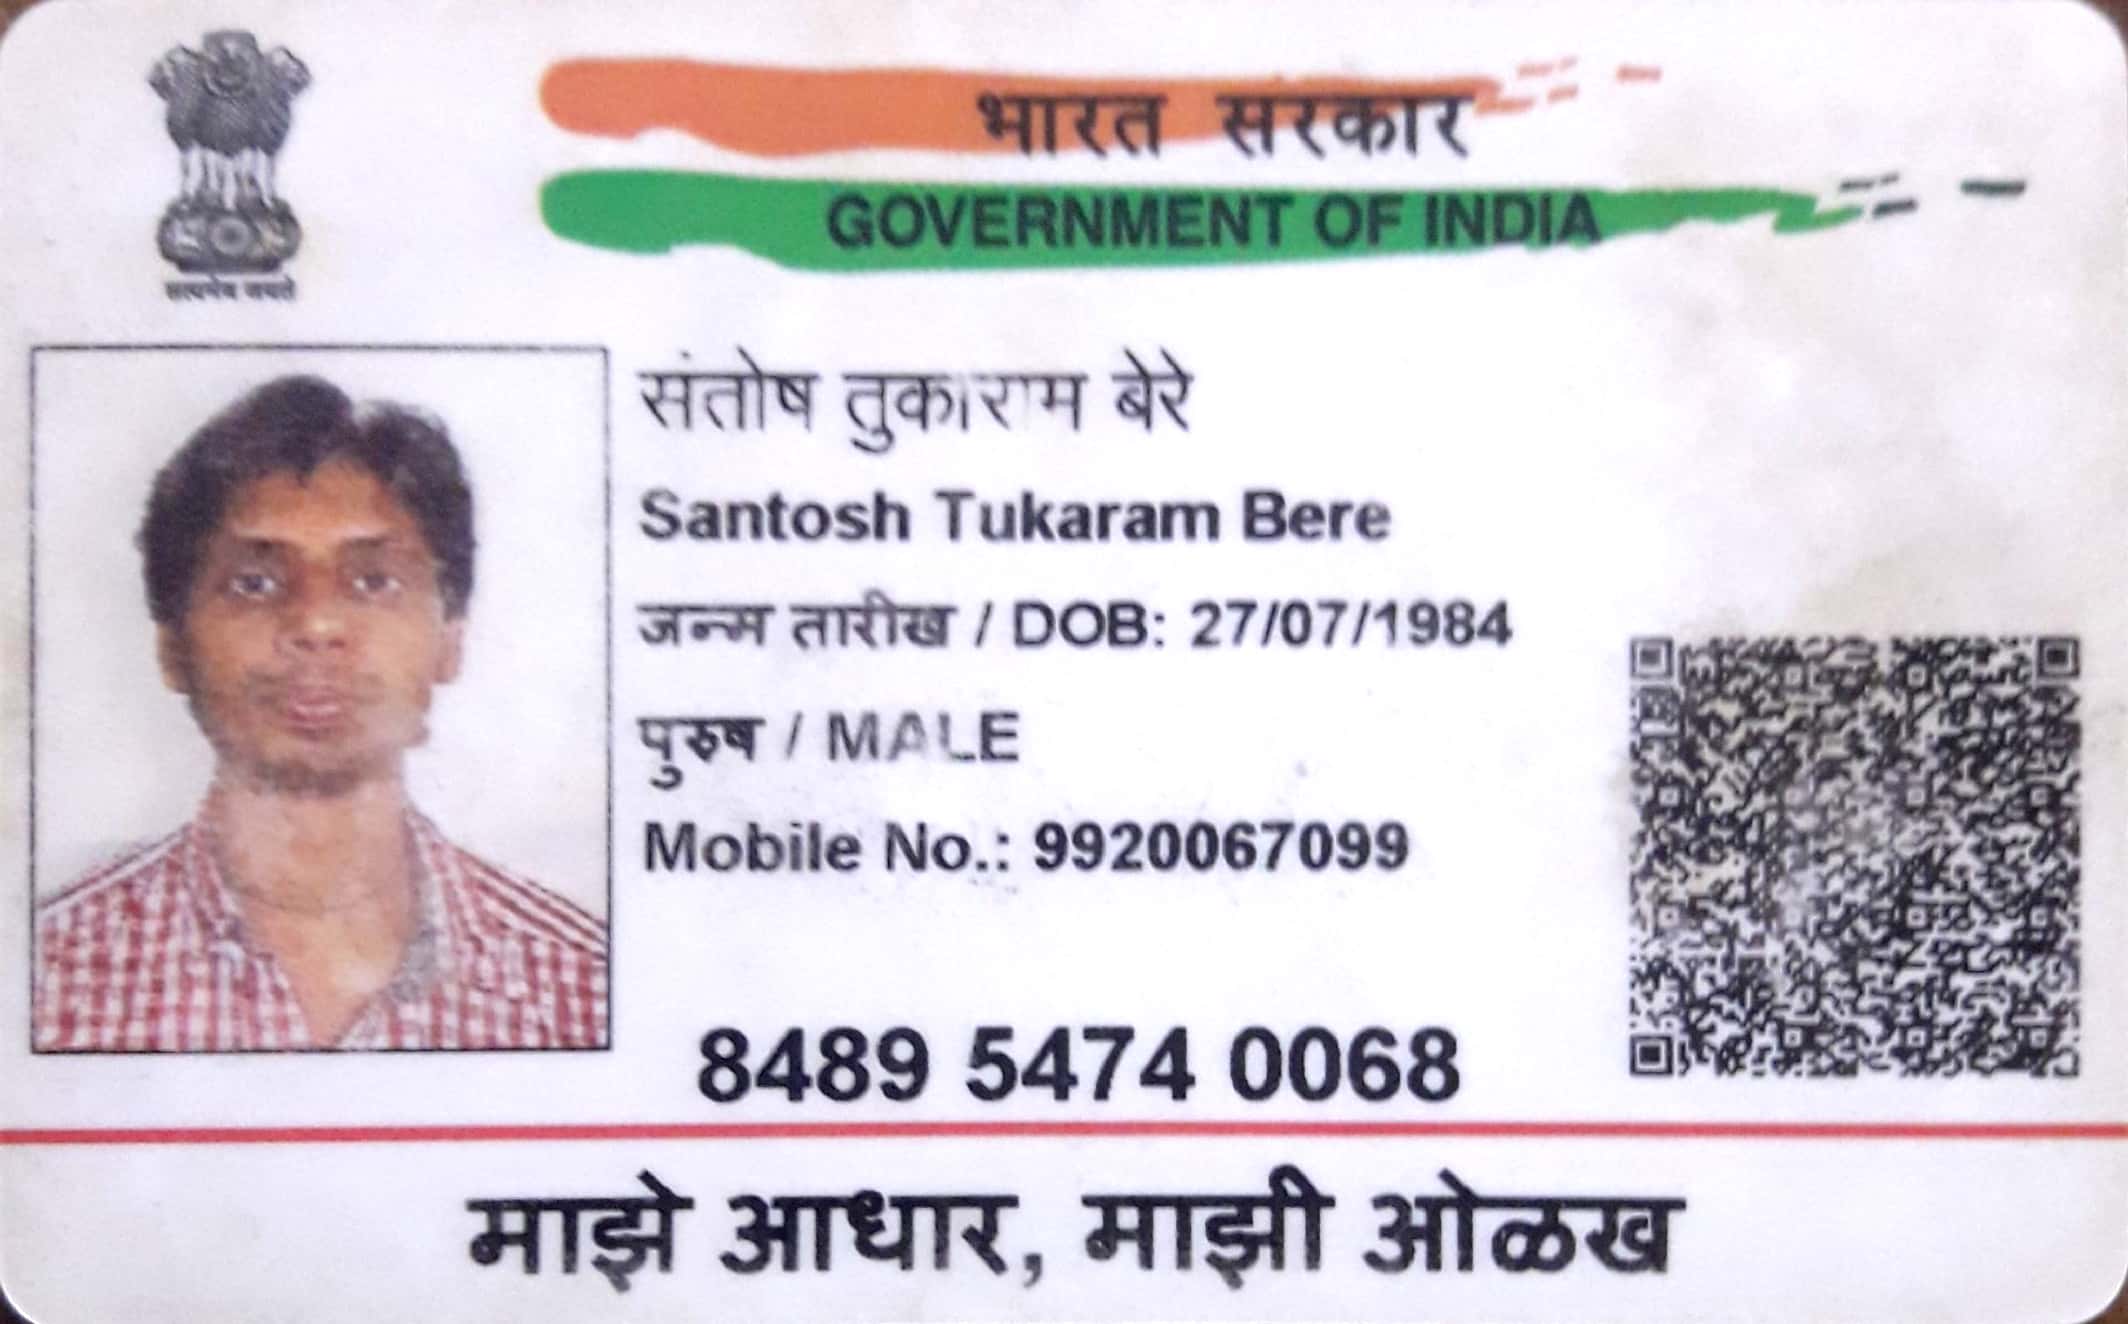 भारत सरकार
GOVERNMENT OF INDIA
सत्यमेव जयते
संतोष तुकाराम बेरे
Santosh Tukaram Bere
जन्म तारीख / DOB: 27/07/1984
पुरुष / MALE
Mobile No.: 9920067099
8489 5474 0068
माझे आधार, माझी ओळख